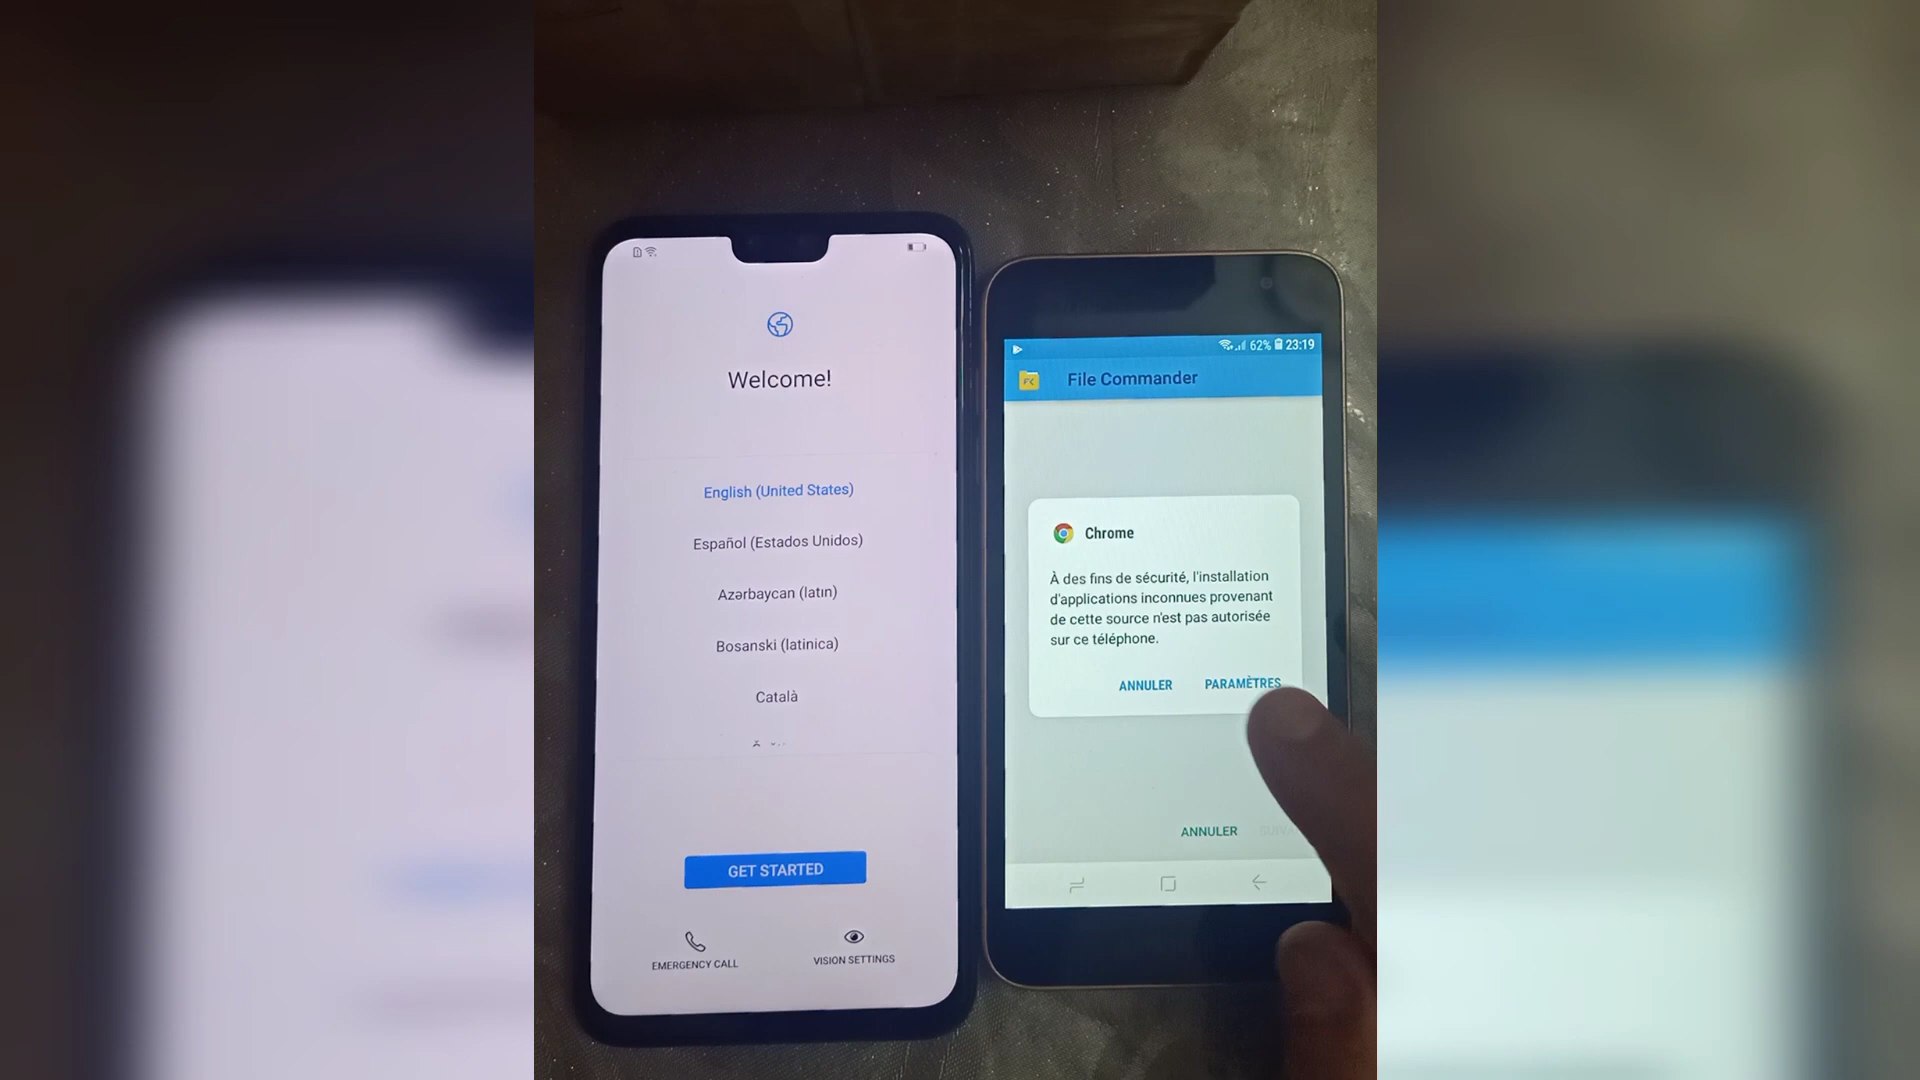 Welcome!
English (United States)
Español (Estados Unidos)
Azərbaycan (latın)
Bosanski (latinica)
Català
GET STARTED
EMERGENCY CALL
VISION SETTINGS
62% 23:19
FC
File Commander
Chrome
À des fins de sécurité, l'installation
d'applications inconnues provenant
de cette source n'est pas autorisée
sur ce téléphone.
ANNULER PARAMÈTRES
ANNULER